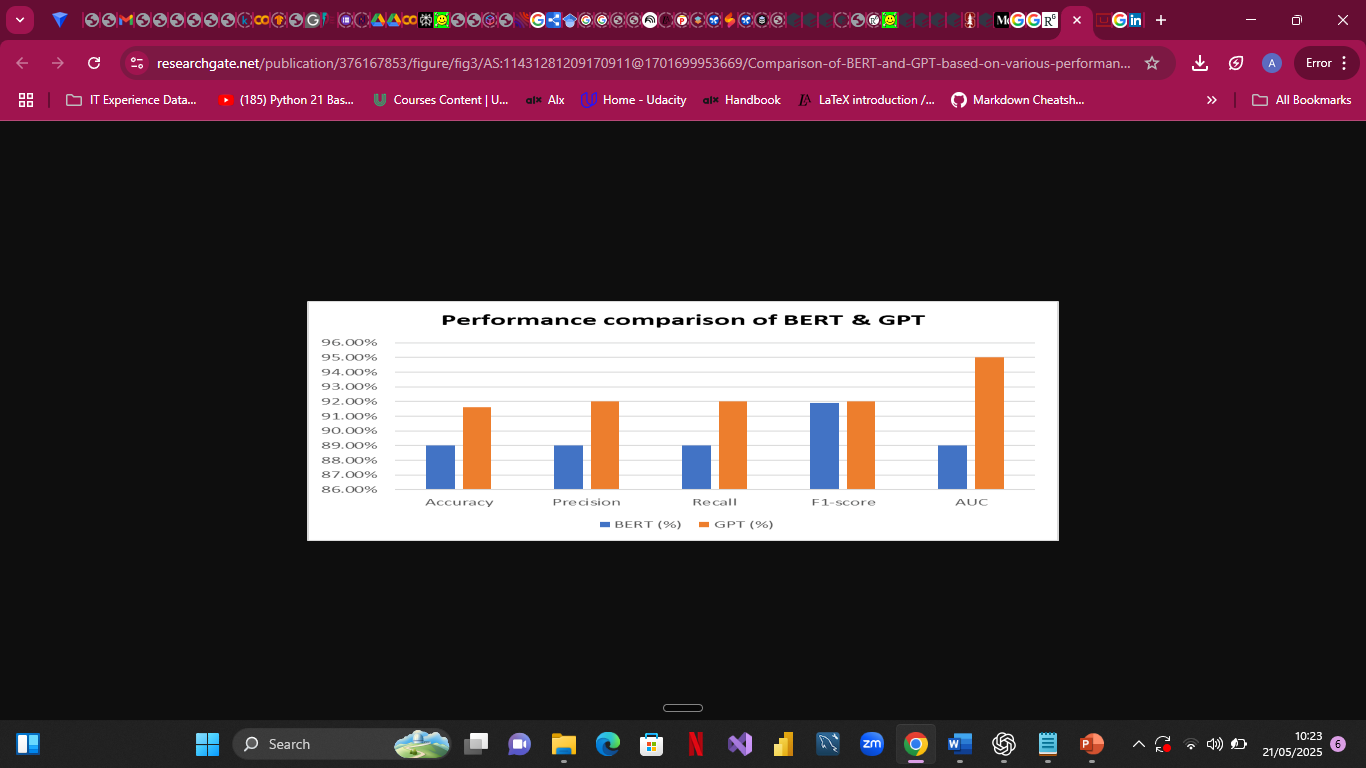 researchgate.net/publication/376167853/figure/fig3/AS:11431281209170911@1701699953669/Comparison-of-BERT-and-GPT-based-on-various-performan...
A
Error
IT Experience Data...
(185) Python 21 Bas...
Courses Content | U...
alx Alx
Home - Udacity
alx Handbook
LaTeX introduction /...
Markdown Cheatsh...
»
All Bookmarks
Performance comparison of BERT & GPT
96.00%
95.00%
94.00%
93.00%
92.00%
91.00%
90.00%
89.00%
88.00%
87.00%
86.00%
Accuracy Precision Recall F1-score AUC
BERT (%) GPT (%)
Search
zm
10:23
21/05/2025
6